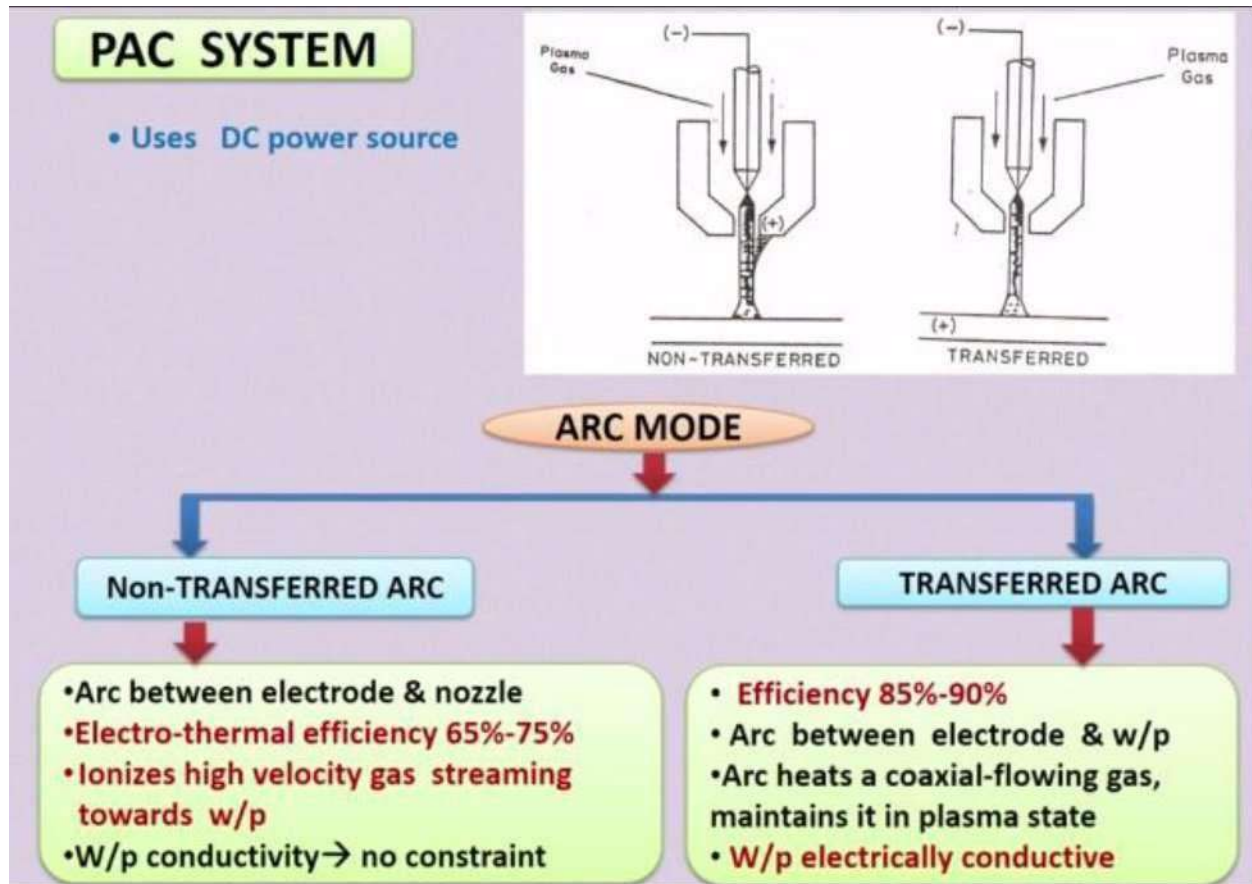 PAC SYSTEM
• Uses DC power source
(-)
Plasma
Gas
(+)
NON-TRANSFERRED
(-)
Plasma
Gas
(+)
TRANSFERRED
ARC MODE
Non-TRANSFERRED ARC
•Arc between electrode & nozzle
•Electro-thermal efficiency 65%-75%
•Ionizes high velocity gas streaming
towards w/p
•W/p conductivity→ no constraint
TRANSFERRED ARC
• Efficiency 85%-90%
• Arc between electrode & w/p
•Arc heats a coaxial-flowing gas,
maintains it in plasma state
• W/p electrically conductive